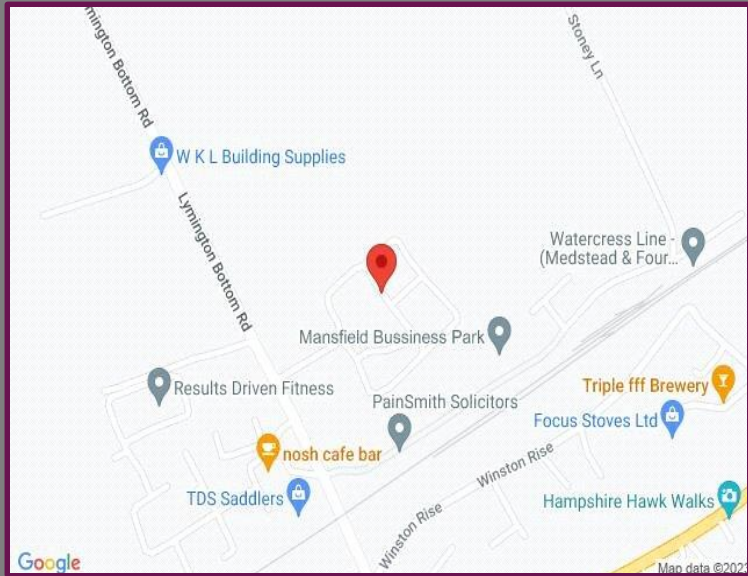 mington Bottom Rd
Stoney Ln
W K L Building Supplies
Lymington Bottom Rd
Watercress Line -
(Medstead & Four...
Mansfield Bussiness Park
Results Driven Fitness
PainSmith Solicitors
Triple fff Brewery
Focus Stoves Ltd
nosh cafe bar
Winston Rise
TDS Saddlers
Hampshire Hawk Walks
Winston Rise
Google
Map data ©2023